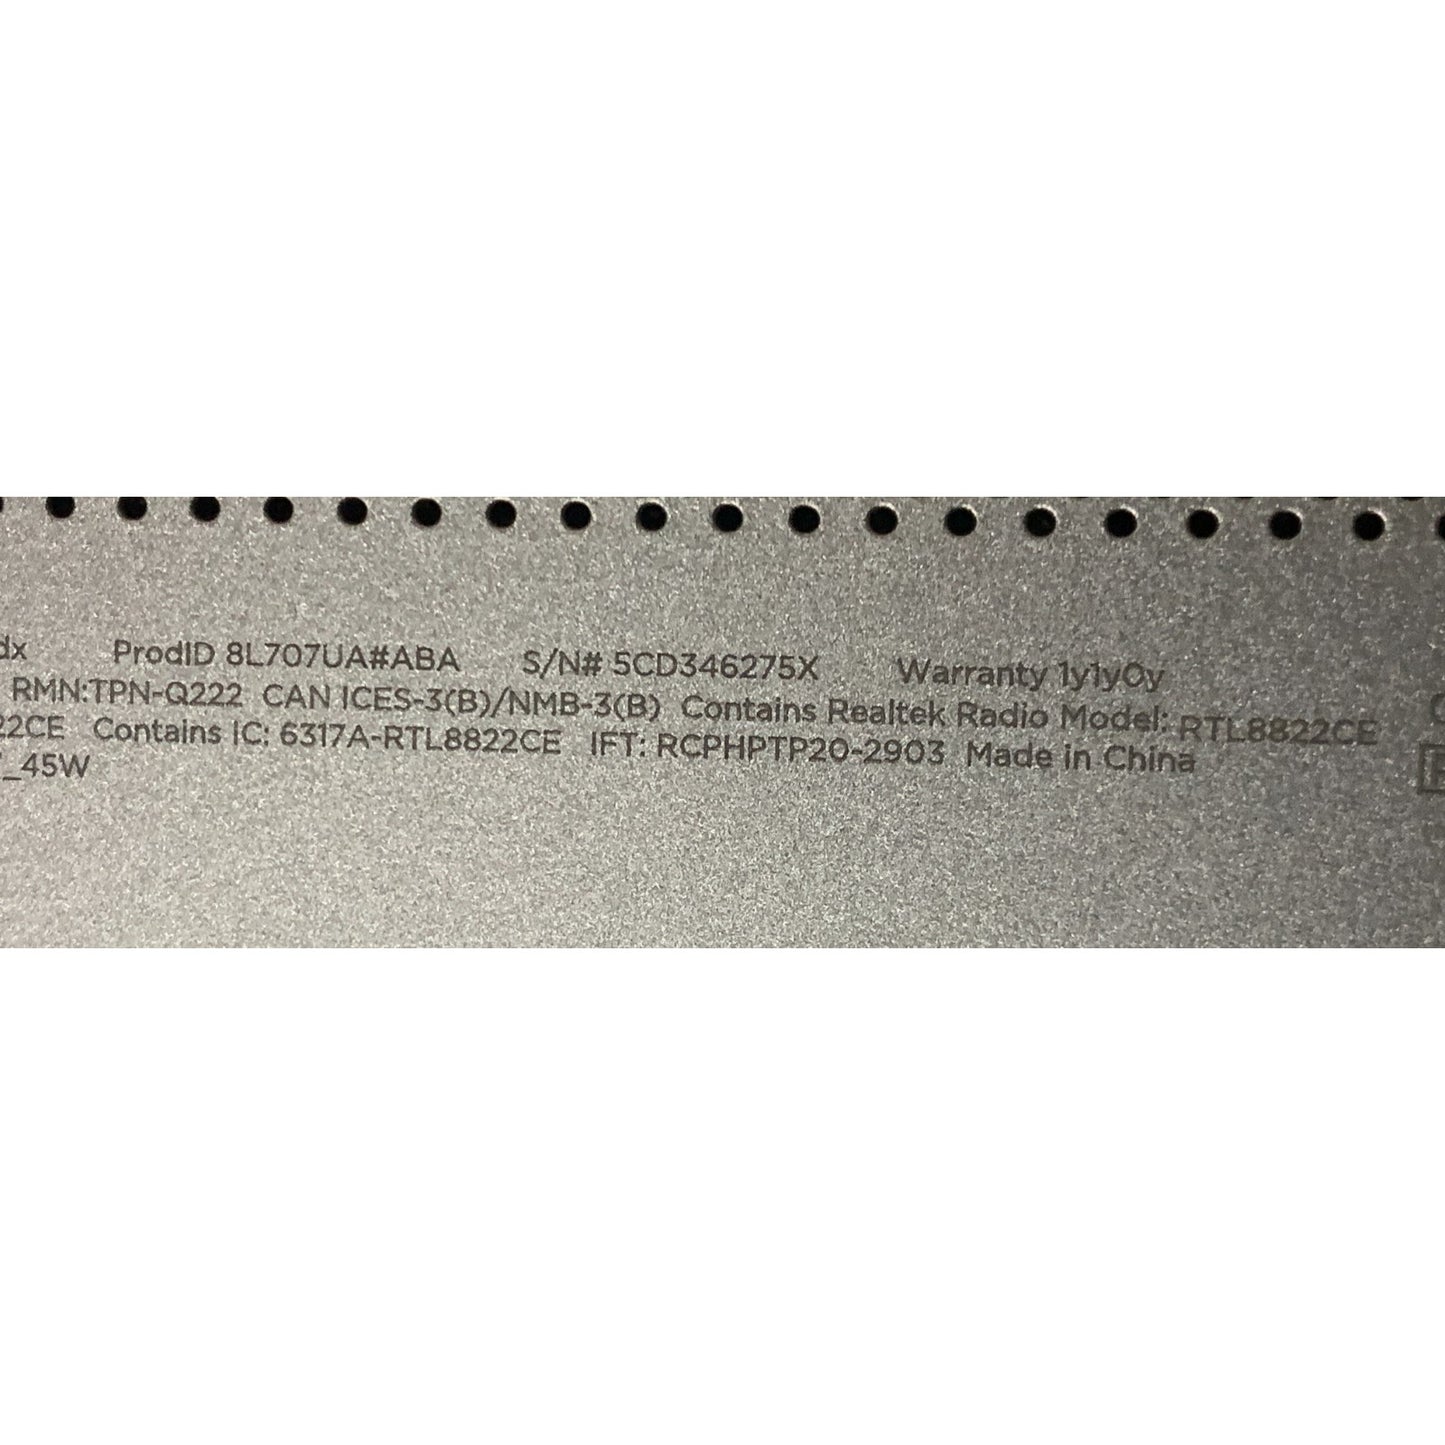 dx ProdID 8L707UA#ABA S/N# 5CD346275X Warranty 1y1y0y
RMN:TPN-Q222 CAN ICES-3(B)/NMB-3(B) Contains Realtek Radio Model: RTL8822CE
22CE Contains IC: 6317A-RTL8822CE IFT: RCPHPTP20-2903 Made in China
_45W